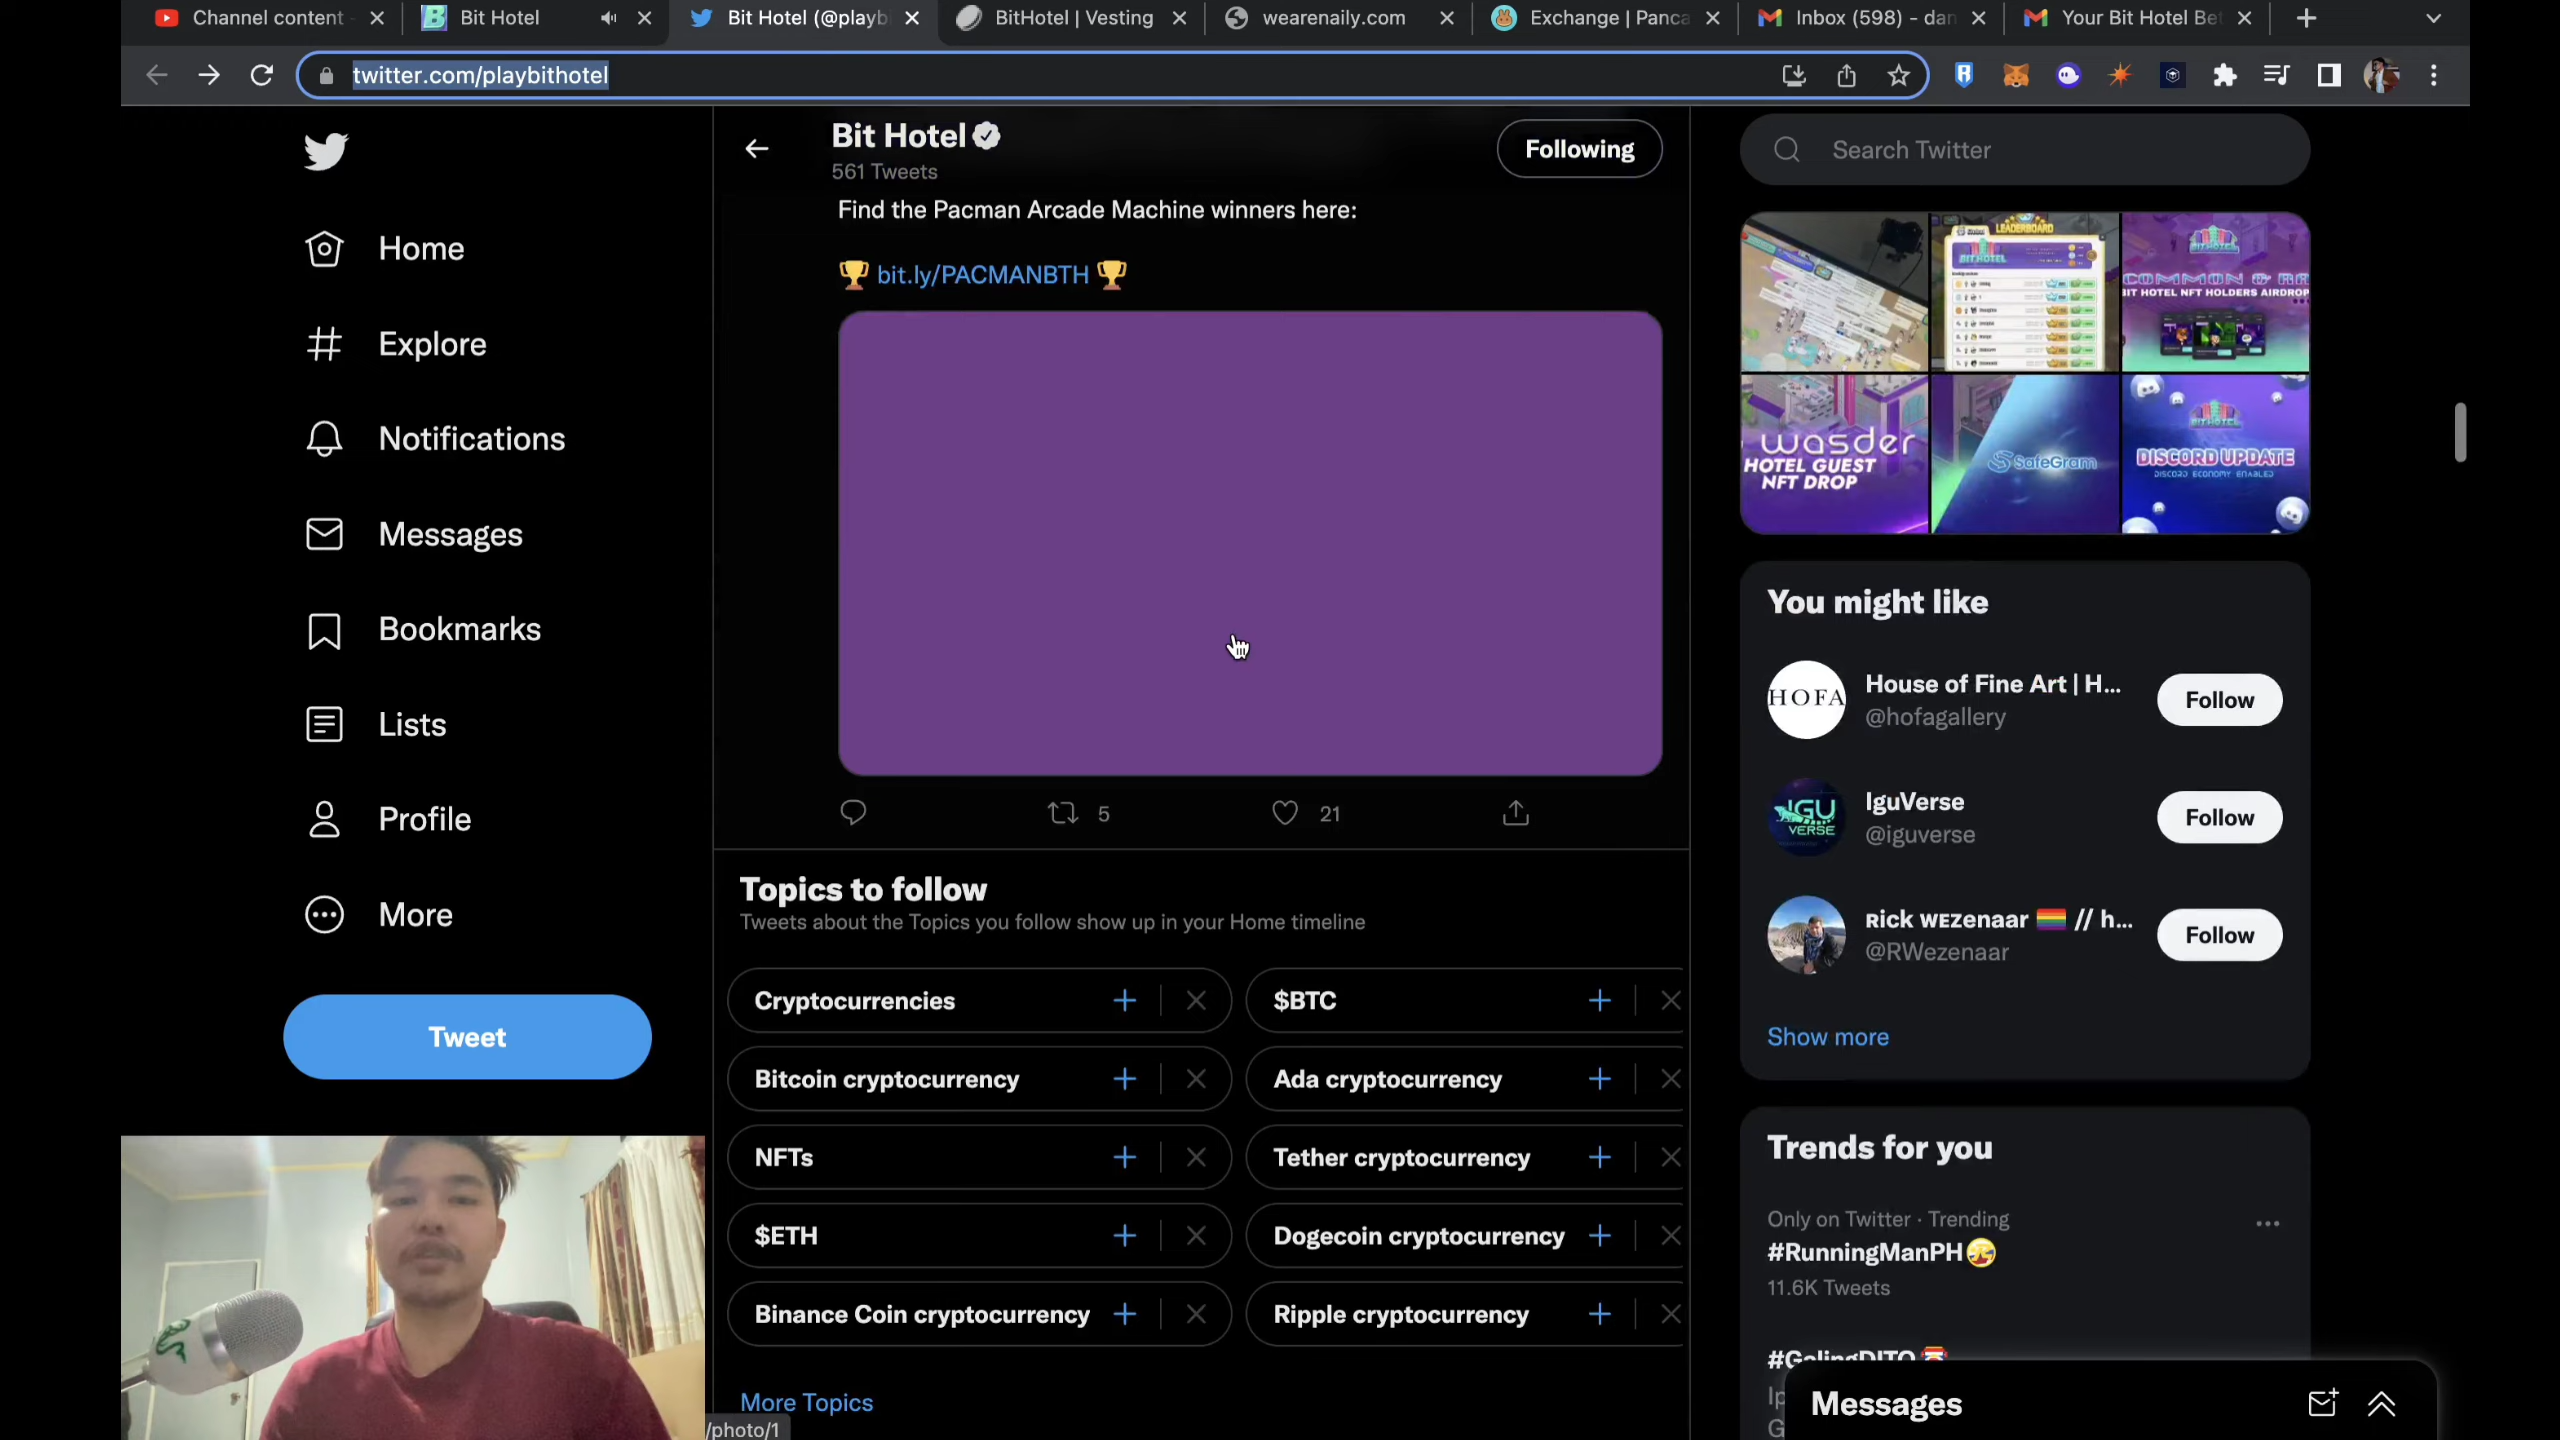 Channel content -
Bit Hotel
Bit Hotel (@playb
BitHotel | Vesting
wearenaily.com
Exchange | Panca
Inbox (598) - dan
Your Bit Hotel Bet
twitter.com/playbithotel
Home
Explore
Notifications
Messages
Bookmarks
Lists
Profile
More
Tweet
Bit Hotel
561 Tweets
Following
Find the Pacman Arcade Machine winners here:
🏆 bit.ly/PACMANBTH 🏆
5
21
Topics to follow
Tweets about the Topics you follow show up in your Home timeline
Cryptocurrencies
$BTC
Bitcoin cryptocurrency
Ada cryptocurrency
NFTs
Tether cryptocurrency
$ETH
Dogecoin cryptocurrency
Binance Coin cryptocurrency
Ripple cryptocurrency
More Topics
/photo/1
Search Twitter
LEADERBOARD
BIT HOTEL
COMMON & RA
BIT HOTEL NFT HOLDERS AIRDROP
wasder
HOTEL GUEST
NFT DROP
SafeGram
BIT HOTEL
DISCORD UPDATE
DISCORD ECONOMY ENABLED
You might like
HOFA
House of Fine Art | H...
@hofagallery
Follow
IGU
VERSE
IguVerse
@iguverse
Follow
Rick WEZenaar 🏳️‍🌈 // h...
@RWezenaar
Follow
Show more
Trends for you
Only on Twitter · Trending
#RunningManPH
11.6K Tweets
#GalingDITO
Messages